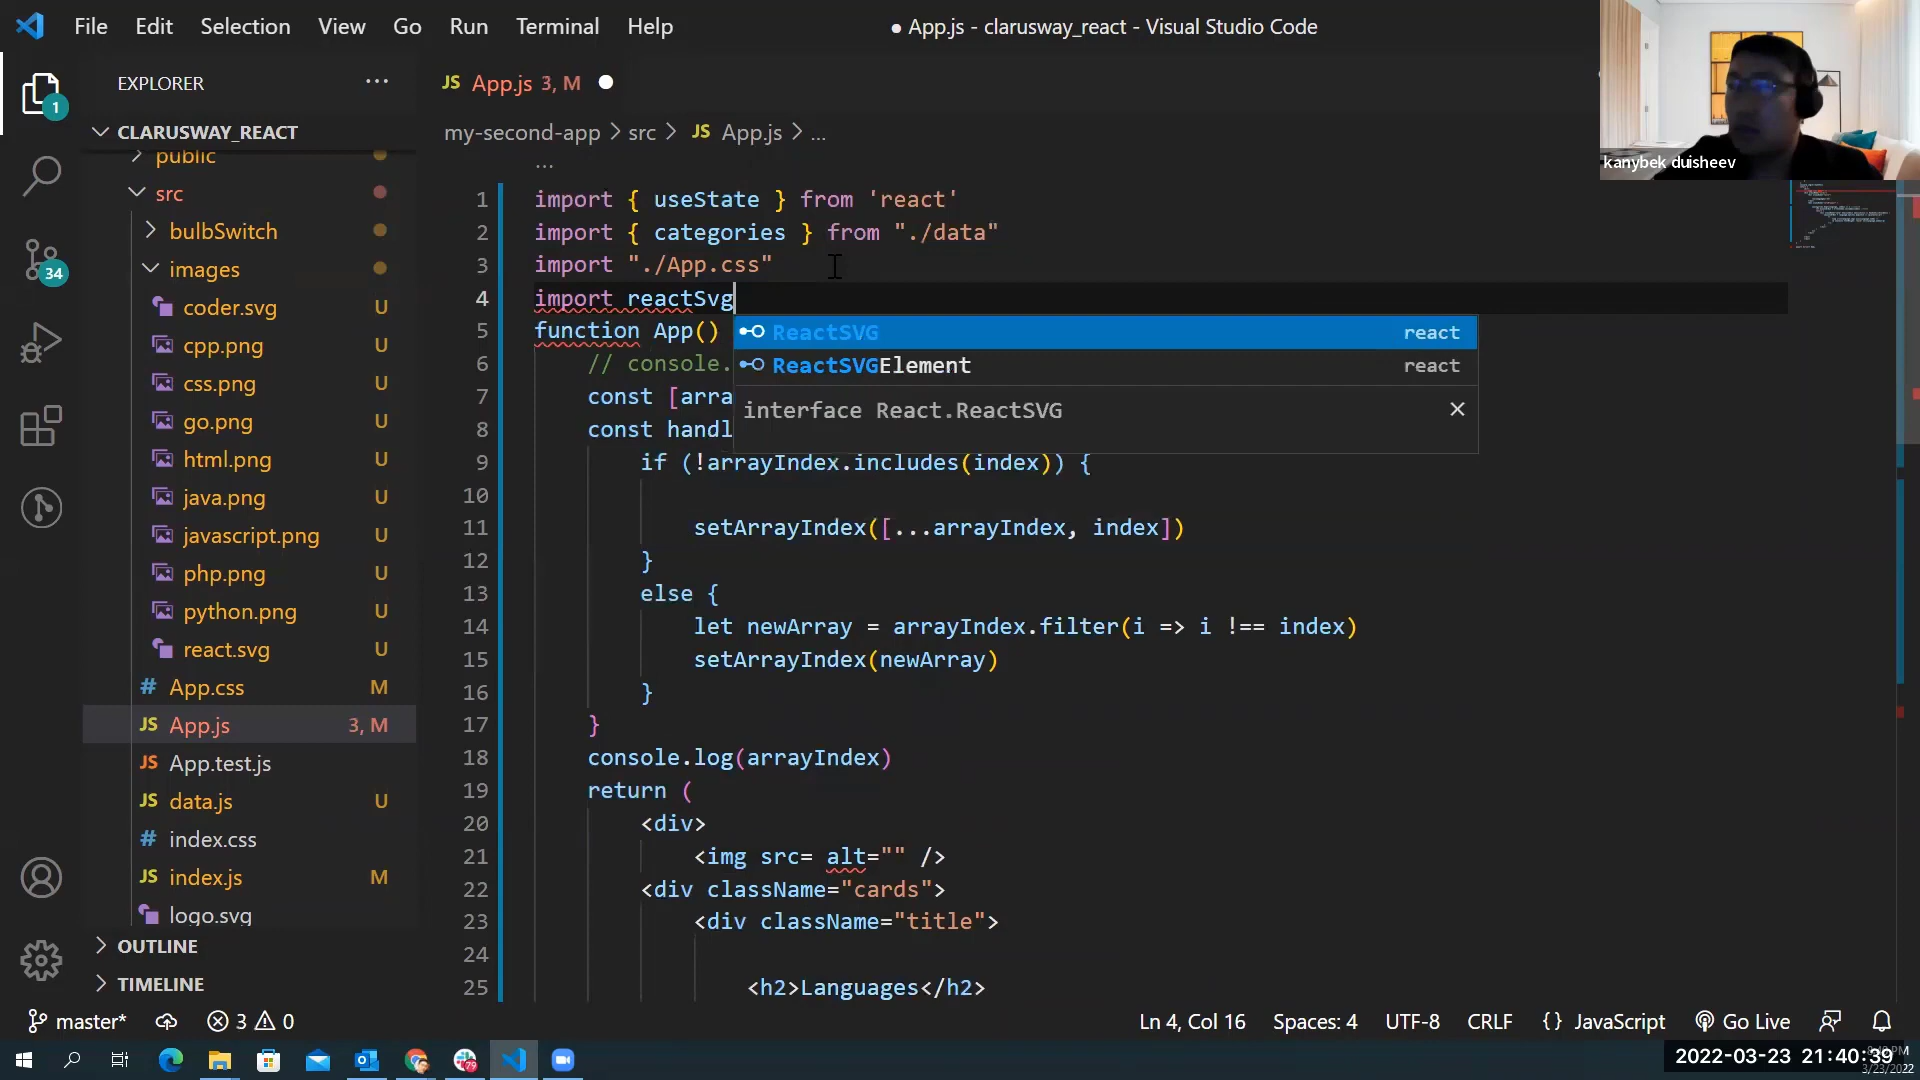 File Edit Selection View Go Run Terminal Help
● App.js - clarusway_react - Visual Studio Code
kanybek duisheev
EXPLORER ...
1
CLARUSWAY_REACT
public
src
bulbSwitch
34
images
coder.svg U
cpp.png U
css.png U
go.png U
html.png U
java.png U
javascript.png U
php.png U
python.png U
react.svg U
# App.css M
JS App.js 3, M
JS App.test.js
JS data.js U
# index.css
JS index.js M
logo.svg
OUTLINE
TIMELINE
JS App.js 3, M ●
my-second-app > src > JS App.js > ...
...
1 import { useState } from 'react'
2 import { categories } from "./data"
3 import "./App.css"
4 import reactSvg
5 function App()
6 // console.
7 const [arra
8 const handl
ReactSVG react
ReactSVGElement react
interface React.ReactSVG
9 if (!arrayIndex.includes(index)) {
10
11 setArrayIndex([...arrayIndex, index])
12 }
13 else {
14 let newArray = arrayIndex.filter(i => i !== index)
15 setArrayIndex(newArray)
16 }
17 }
18 console.log(arrayIndex)
19 return (
20 <div>
21 <img src= alt="" />
22 <div className="cards">
23 <div className="title">
24
25 <h2>Languages</h2>
master* 3 0
Ln 4, Col 16 Spaces: 4 UTF-8 CRLF {} JavaScript Go Live
79
2022-03-23 21:40:39
3/23/2022